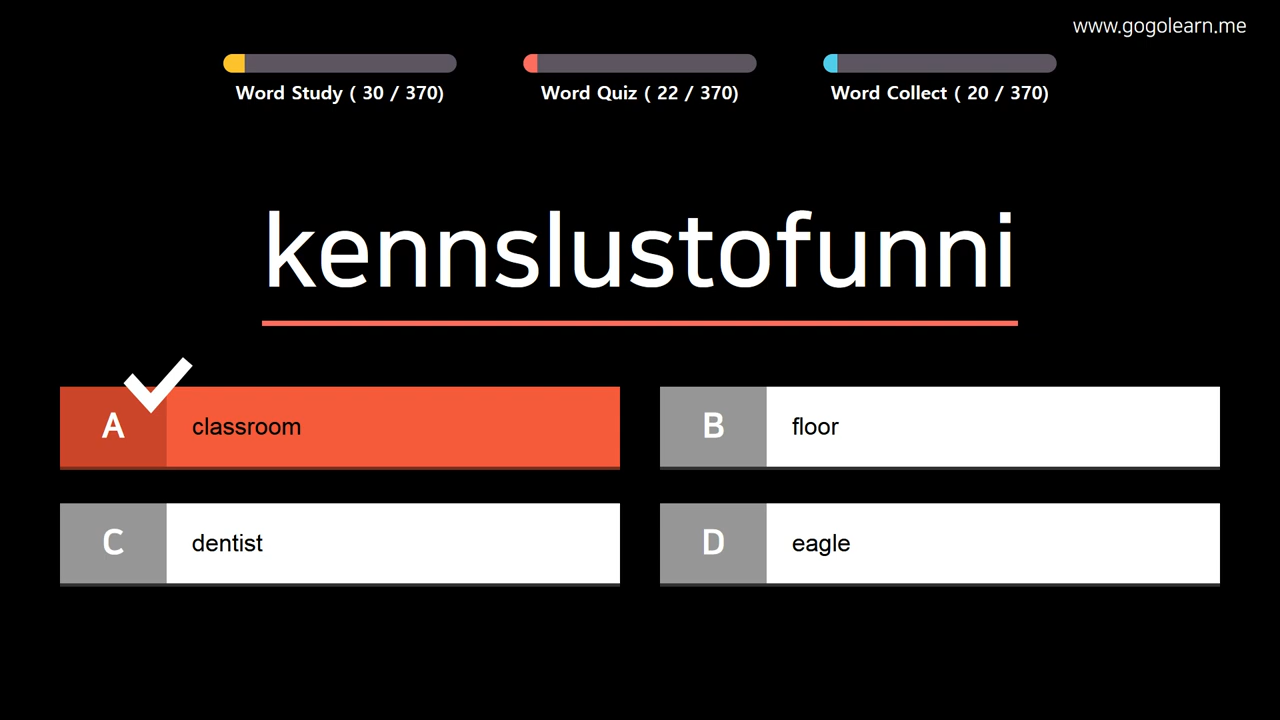 www.gogolearn.me
Word Study ( 30 / 370)
Word Quiz ( 22 / 370)
Word Collect ( 20 / 370)
kennslustofunni
A classroom
B floor
C dentist
D eagle